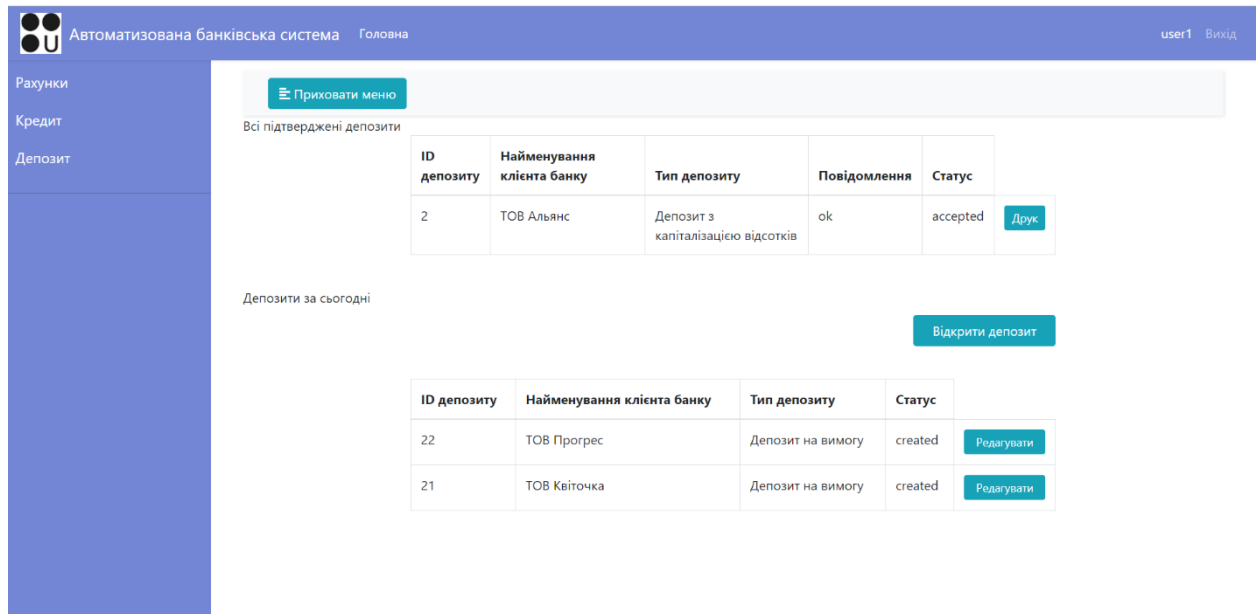 U Автоматизована банківська система Головна user1 Вихід
Рахунки
Кредит
Депозит
Приховати меню
Всі підтверджені депозити
ID депозиту Найменування клієнта банку Тип депозиту Повідомлення Статус
2 ТОВ Альянс Депозит з капіталізацією відсотків ok accepted Друк
Депозити за сьогодні
Відкрити депозит
ID депозиту Найменування клієнта банку Тип депозиту Статус
22 ТОВ Прогрес Депозит на вимогу created Редагувати
21 ТОВ Квіточка Депозит на вимогу created Редагувати